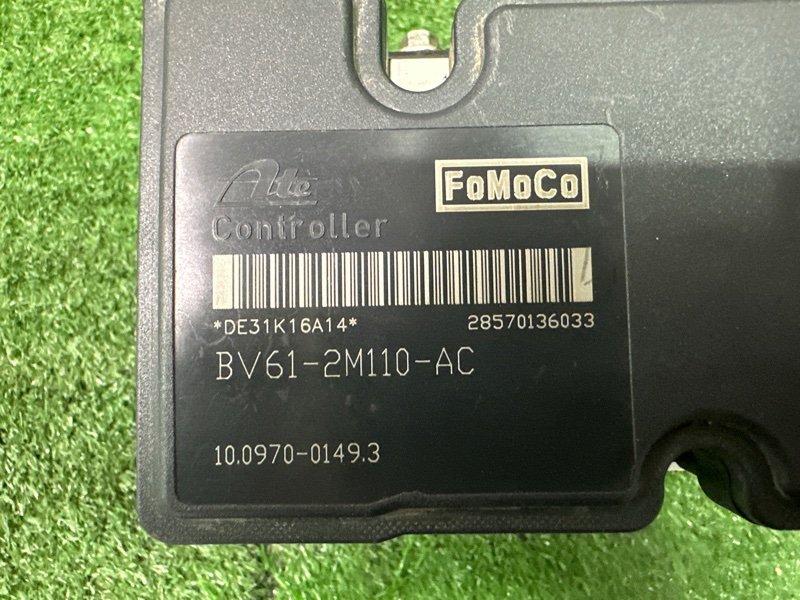 Ate
FoMoCo
Controller
*DE31K16A14*
28570136033
BV61-2M110-AC
10.0970-0149.3